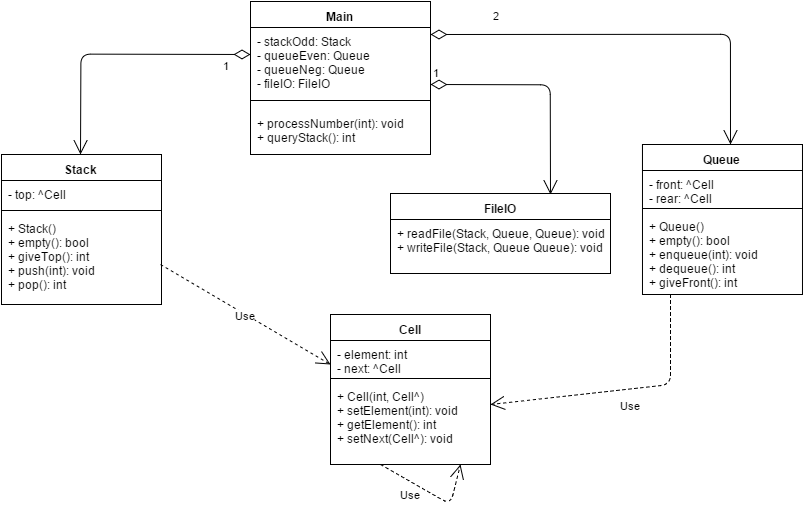 Main
- stackOdd: Stack
- queueEven: Queue
- queueNeg: Queue
- fileIO: FileIO
+ processNumber(int): void
+ queryStack(): int
1
2
1
Stack
- top: ^Cell
+ Stack()
+ empty(): bool
+ giveTop(): int
+ push(int): void
+ pop(): int
FileIO
+ readFile(Stack, Queue, Queue): void
+ writeFile(Stack, Queue Queue): void
Queue
- front: ^Cell
- rear: ^Cell
+ Queue()
+ empty(): bool
+ enqueue(int): void
+ dequeue(): int
+ giveFront(): int
Use
Cell
- element: int
- next: ^Cell
+ Cell(int, Cell^)
+ setElement(int): void
+ getElement(): int
+ setNext(Cell^): void
Use
Use